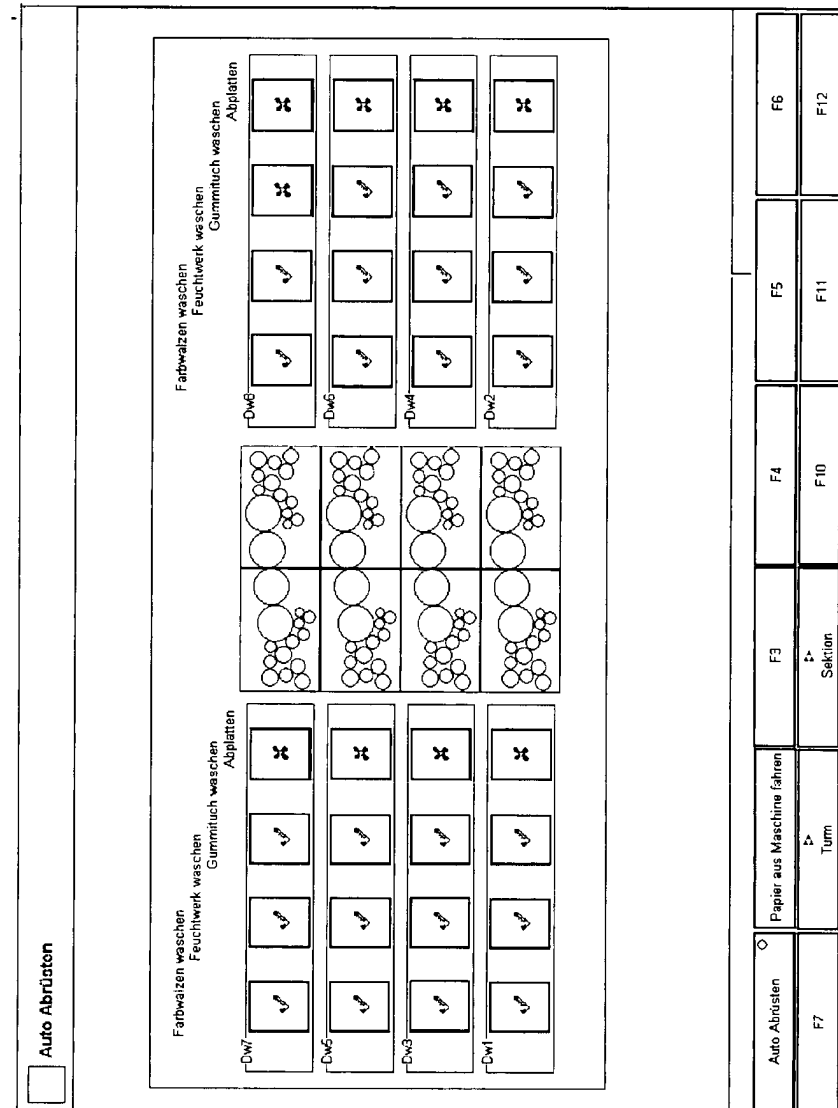 Auto Abrüsten
Farbwalzen waschen
Feuchtwerk waschen
Gummituch waschen
Abplatten
Dw7
Dw5
Dw3
Dw1
Farbwalzen waschen
Feuchtwerk waschen
Gummituch waschen
Abplatten
Dw8
Dw6
Dw4
Dw2
Auto Abrüsten
Papier aus Maschine fahren
F3
F4
F5
F6
F7
Turm
Sektion
F10
F11
F12